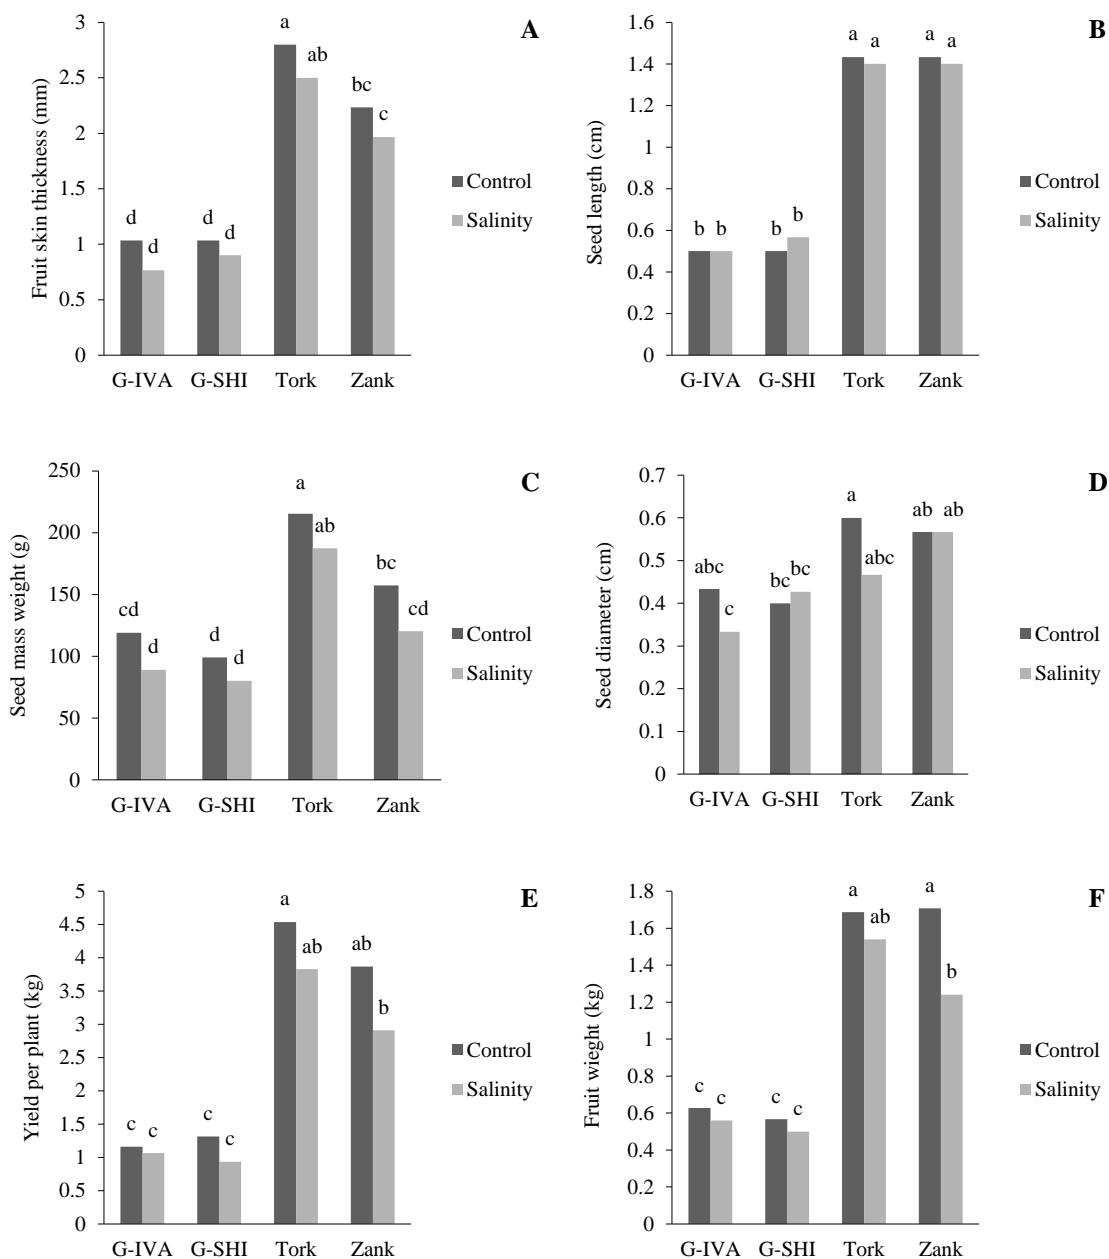 A
Fruit skin thickness (mm)
3
2.5
2
1.5
1
0.5
0
a
ab
bc
c
d
d
d
d
G-IVA G-SHI Tork Zank
Control
Salinity
B
Seed length (cm)
1.6
1.4
1.2
1
0.8
0.6
0.4
0.2
0
a a a a
b b b b
G-IVA G-SHI Tork Zank
Control
Salinity
C
Seed mass weight (g)
250
200
150
100
50
0
a
ab
bc
cd
cd
d
d
d
G-IVA G-SHI Tork Zank
Control
Salinity
D
Seed diameter (cm)
0.7
0.6
0.5
0.4
0.3
0.2
0.1
0
abc
c
bc
bc
a
abc
ab ab
G-IVA G-SHI Tork Zank
Control
Salinity
E
Yield per plant (kg)
5
4.5
4
3.5
3
2.5
2
1.5
1
0.5
0
c c
c
c
a
ab
ab
b
G-IVA G-SHI Tork Zank
Control
Salinity
F
Fruit wieght (kg)
1.8
1.6
1.4
1.2
1
0.8
0.6
0.4
0.2
0
c
c
c
c
a
ab
a
b
G-IVA G-SHI Tork Zank
Control
Salinity